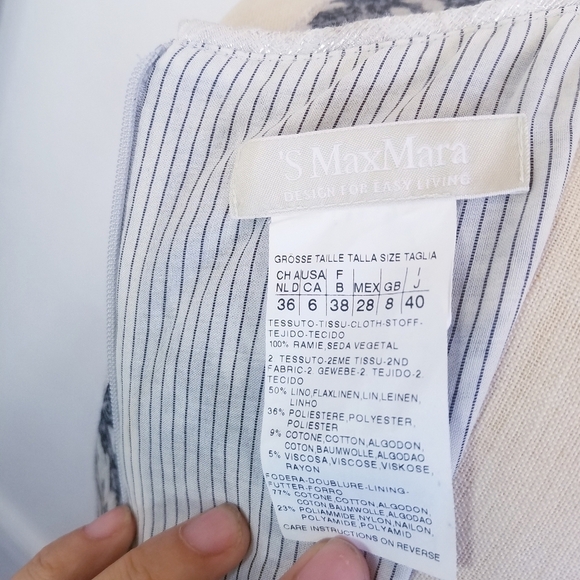 'S MaxMara
DESIGN FOR EASY LIVING
GRÖSSE TAILLE TALLA SIZE TAGLIA
CH A USA F I
NL D CA B MEX GB J
36 6 38 28 8 40
TESSUTO-TISSU-CLOTH-STOFF-
TEJIDO-TECIDO
100% RAMIE,SEDA VEGETAL
2 TESSUTO-2EME TISSU-2ND
FABRIC-2 GEWEBE-2 TEJIDO-2
TECIDO
50% LINO,FLAX,LINEN,LIN,LEINEN,
LINHO
36% POLIESTERE,POLYESTER,
POLIESTER
9% COTONE,COTTON,ALGODON,
COTON,BAUMWOLLE,ALGODAO
5% VISCOSA,VISCOSE,VISKOSE,
RAYON
FODERA-DOUBLURE-LINING-
FUTTER-FORRO
77% COTONE,COTTON,ALGODON,
COTON,BAUMWOLLE,ALGODAO
23% POLIAMMIDE,NYLON,NAILON,
POLYAMIDE,POLYAMID
CARE INSTRUCTIONS ON REVERSE